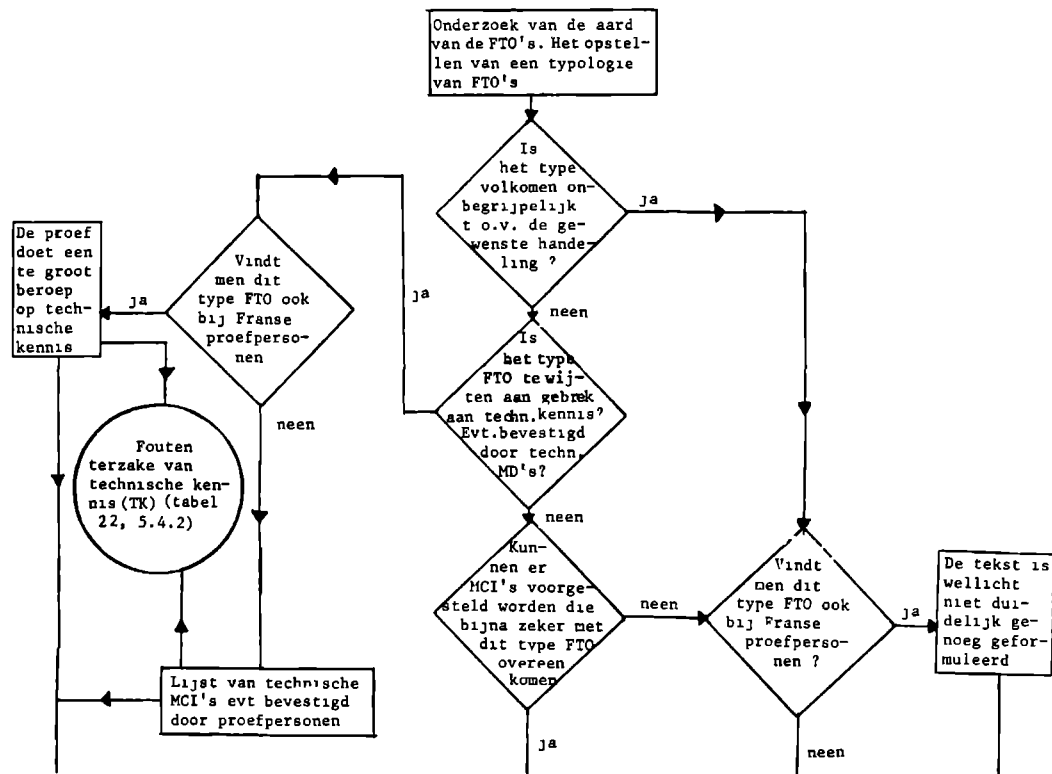 Onderzoek van de aard
van de FTO's. Het opstel-
len van een typologie
van FTO's
Is
het type
volkomen on-
begrijpelijk
t o.v. de ge-
wenste hande-
ling ?
ja
neen
ja
De proef
doet een
te groot
beroep
op tech-
nische
kennis
ja
Vindt
men dit
type FTO ook
bij Franse
proefperso-
nen
neen
Is
het type
FTO te wij-
ten aan gebrek
aan techn. kennis?
Evt. bevestigd
door techn.
MD's?
neen
Fouten
terzake van
technische ken-
nis (TK) (tabel
22, 5.4.2)
Kun-
nen er
MCI's voorge-
steld worden die
bijna zeker met
dit type FTO
overeen
komen
neen
ja
Vindt
men dit
type FTO ook
bij Franse
proefperso-
nen ?
ja
neen
De tekst is
wellicht
niet dui-
delijk ge-
noeg gefor-
muleerd
Lijst van technische
MCI's evt bevestigd
door proefpersonen